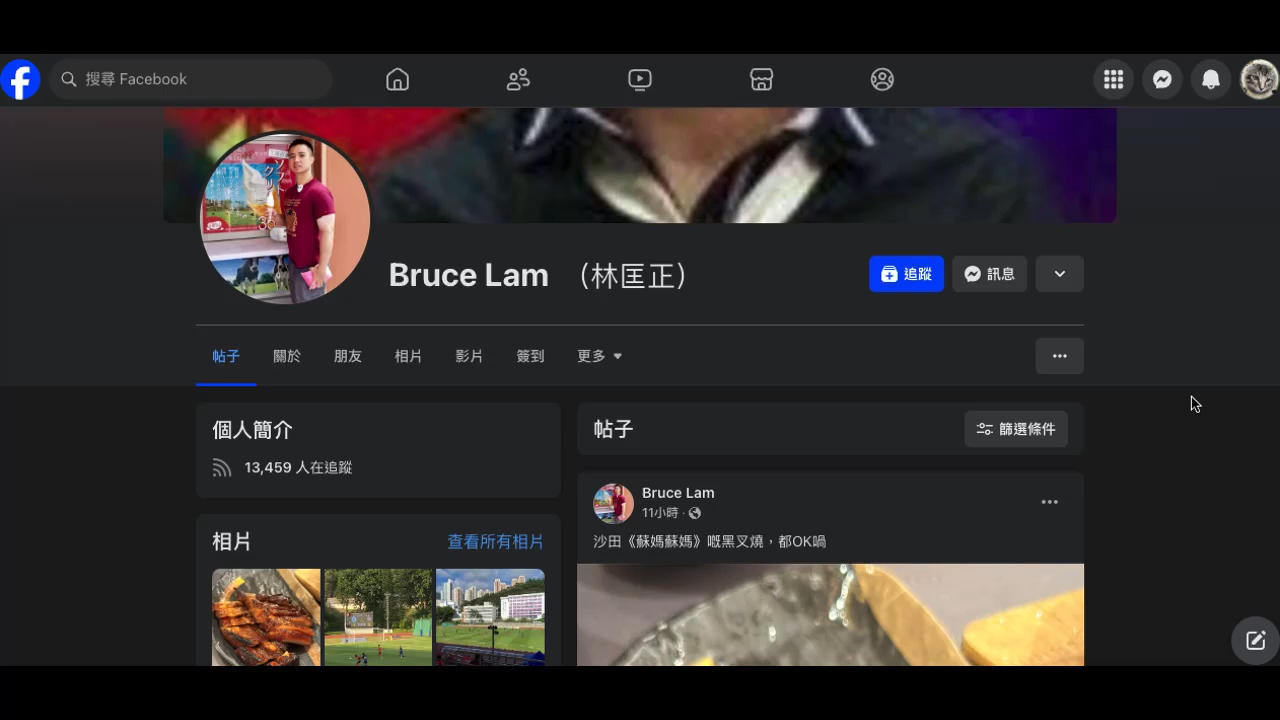 搜尋 Facebook
Bruce Lam （林匡正）
追蹤
訊息
帖子
關於
朋友
相片
影片
簽到
更多
個人簡介
13,459 人在追蹤
相片
查看所有相片
帖子
篩選條件
Bruce Lam
11小時 ·
沙田《蘇媽蘇媽》嘅黑叉燒，都OK喎